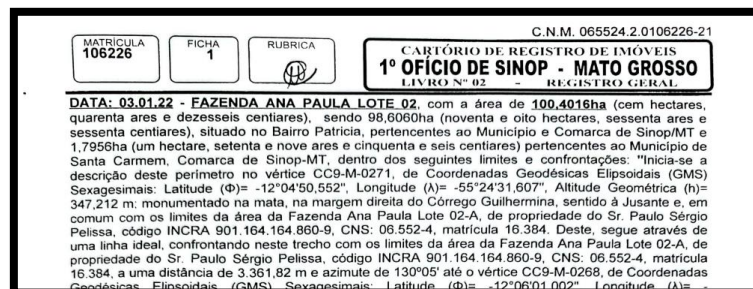 C.N.M. 065524.2.0106226-21
MATRÍCULA
106226
FICHA
1
RUBRICA
CARTÓRIO DE REGISTRO DE IMÓVEIS
1º OFÍCIO DE SINOP - MATO GROSSO
LIVRO Nº 02 - REGISTRO GERAL
DATA: 03.01.22 - FAZENDA ANA PAULA LOTE 02, com a área de 100,4016ha (cem hectares,
quarenta ares e dezesseis centiares), sendo 98,6060ha (noventa e oito hectares, sessenta ares e
sessenta centiares), situado no Bairro Patricia, pertencentes ao Município e Comarca de Sinop/MT e
1,7956ha (um hectare, setenta e nove ares e cinquenta e seis centiares) pertencentes ao Município de
Santa Carmem, Comarca de Sinop-MT, dentro dos seguintes limites e confrontações: "Inicia-se a
descrição deste perímetro no vértice CC9-M-0271, de Coordenadas Geodésicas Elipsoidais (GMS)
Sexagesimais: Latitude (Φ)= -12°04'50,552", Longitude (λ)= -55°24'31,607", Altitude Geométrica (h)=
347,212 m: monumentado na mata, na margem direita do Córrego Guilhermina, sentido à Jusante e, em
comum com os limites da área da Fazenda Ana Paula Lote 02-A, de propriedade do Sr. Paulo Sérgio
Pelissa, código INCRA 901.164.164.860-9, CNS: 06.552-4, matrícula 16.384. Deste, segue através de
uma linha ideal, confrontando neste trecho com os limites da área da Fazenda Ana Paula Lote 02-A, de
propriedade do Sr. Paulo Sérgio Pelissa, código INCRA 901.164.164.860-9, CNS: 06.552-4, matrícula
16.384, a uma distância de 3.361,82 m e azimute de 130°05' até o vértice CC9-M-0268, de Coordenadas
Geodésicas Elipsoidais (GMS) Sexagesimais: Latitude (Φ)= -12°06'01,002", Longitude (λ)= -